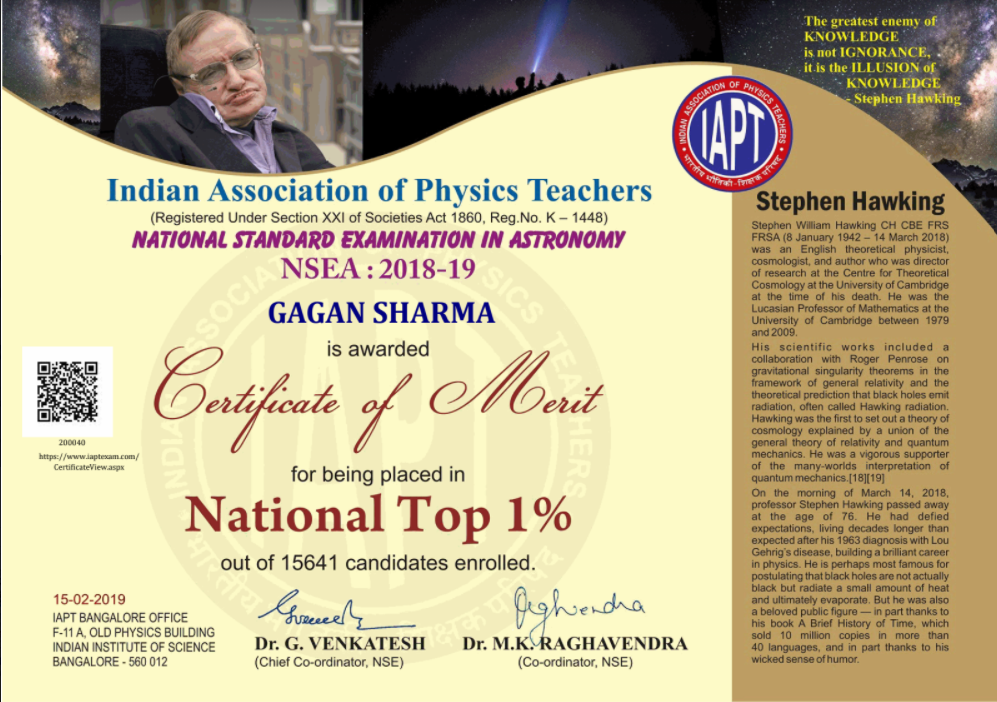 The greatest enemy of
KNOWLEDGE
is not IGNORANCE,
it is the ILLUSION of
KNOWLEDGE
- Stephen Hawking
INDIAN ASSOCIATION OF PHYSICS TEACHERS
IAPT
भारतीय भौतिकी-शिक्षक परिषद
Indian Association of Physics Teachers
(Registered Under Section XXI of Societies Act 1860, Reg.No. K – 1448)
NATIONAL STANDARD EXAMINATION IN ASTRONOMY
NSEA : 2018-19
GAGAN SHARMA
is awarded
Certificate of Merit
200040
https://www.iaptexam.com/
CertificateView.aspx
for being placed in
National Top 1%
out of 15641 candidates enrolled.
15-02-2019
IAPT BANGALORE OFFICE
F-11 A, OLD PHYSICS BUILDING
INDIAN INSTITUTE OF SCIENCE
BANGALORE - 560 012
Dr. G. VENKATESH
(Chief Co-ordinator, NSE)
Raghvendra
Dr. M.K. RAGHAVENDRA
(Co-ordinator, NSE)
Stephen Hawking
Stephen William Hawking CH CBE FRS
FRSA (8 January 1942 – 14 March 2018)
was an English theoretical physicist,
cosmologist, and author who was director
of research at the Centre for Theoretical
Cosmology at the University of Cambridge
at the time of his death. He was the
Lucasian Professor of Mathematics at the
University of Cambridge between 1979
and 2009.
His scientific works included a
collaboration with Roger Penrose on
gravitational singularity theorems in the
framework of general relativity and the
theoretical prediction that black holes emit
radiation, often called Hawking radiation.
Hawking was the first to set out a theory of
cosmology explained by a union of the
general theory of relativity and quantum
mechanics. He was a vigorous supporter
of the many-worlds interpretation of
quantum mechanics.[18][19]
On the morning of March 14, 2018,
professor Stephen Hawking passed away
at the age of 76. He had defied
expectations, living decades longer than
expected after his 1963 diagnosis with Lou
Gehrig's disease, building a brilliant career
in physics. He is perhaps most famous for
postulating that black holes are not actually
black but radiate a small amount of heat
and ultimately evaporate. But he was also
a beloved public figure — in part thanks to
his book A Brief History of Time, which
sold 10 million copies in more than
40 languages, and in part thanks to his
wicked sense of humor.